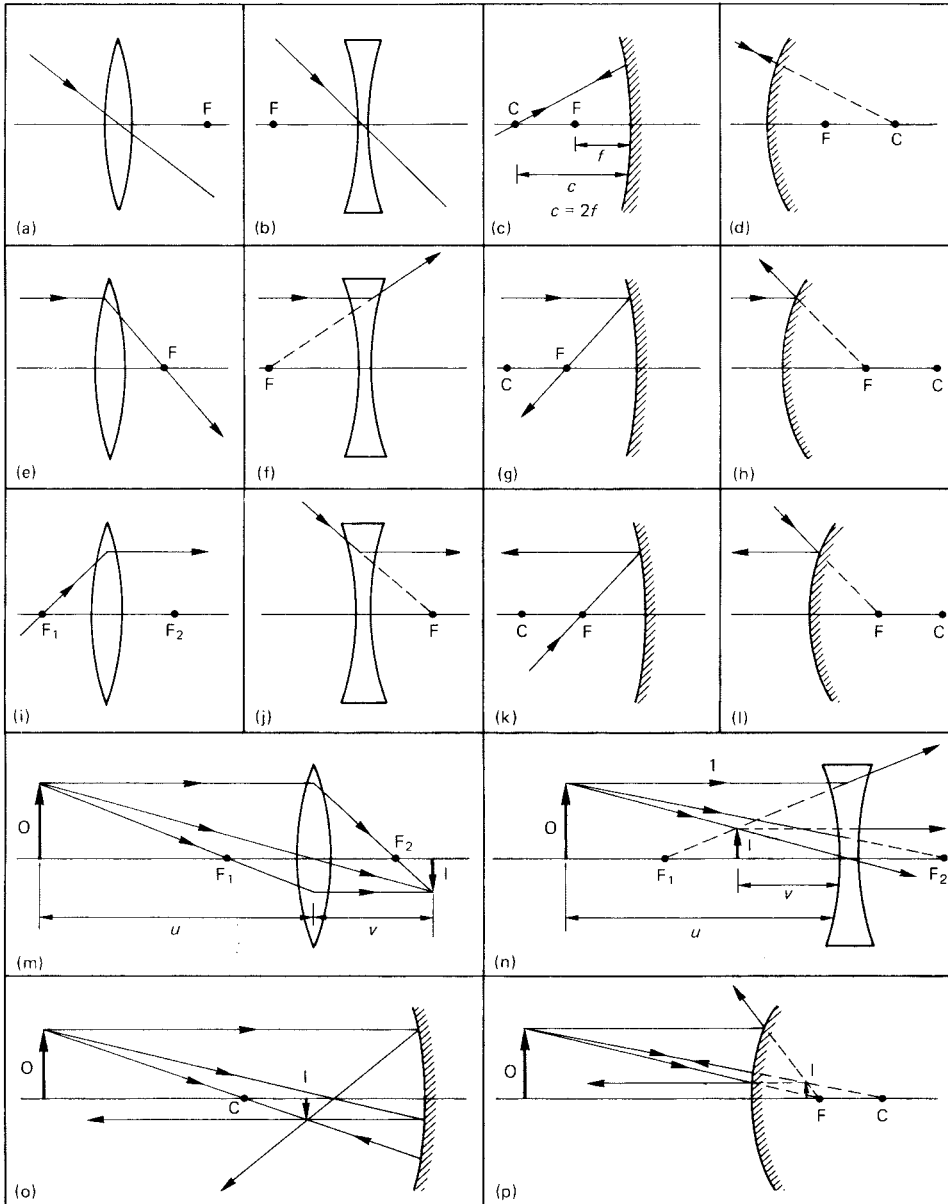 F
(a)
F
(b)
C F
f
c
c = 2f
(c)
F C
(d)
F
(e)
F
(f)
F
C
(g)
F C
(h)
F₁ F₂
(i)
F
(j)
C F
(k)
F C
(l)
O
F₂
F₁
I
u v
(m)
1
O
I
F₁ F₂
v
u
(n)
O
I
C
(o)
O
I
F C
(p)